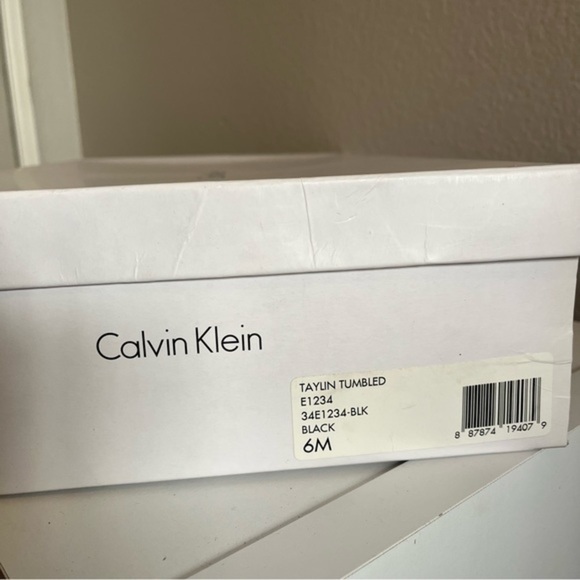 Calvin Klein
TAYLIN TUMBLED
E1234
34E1234-BLK
BLACK
6M
8 87874 19407 9